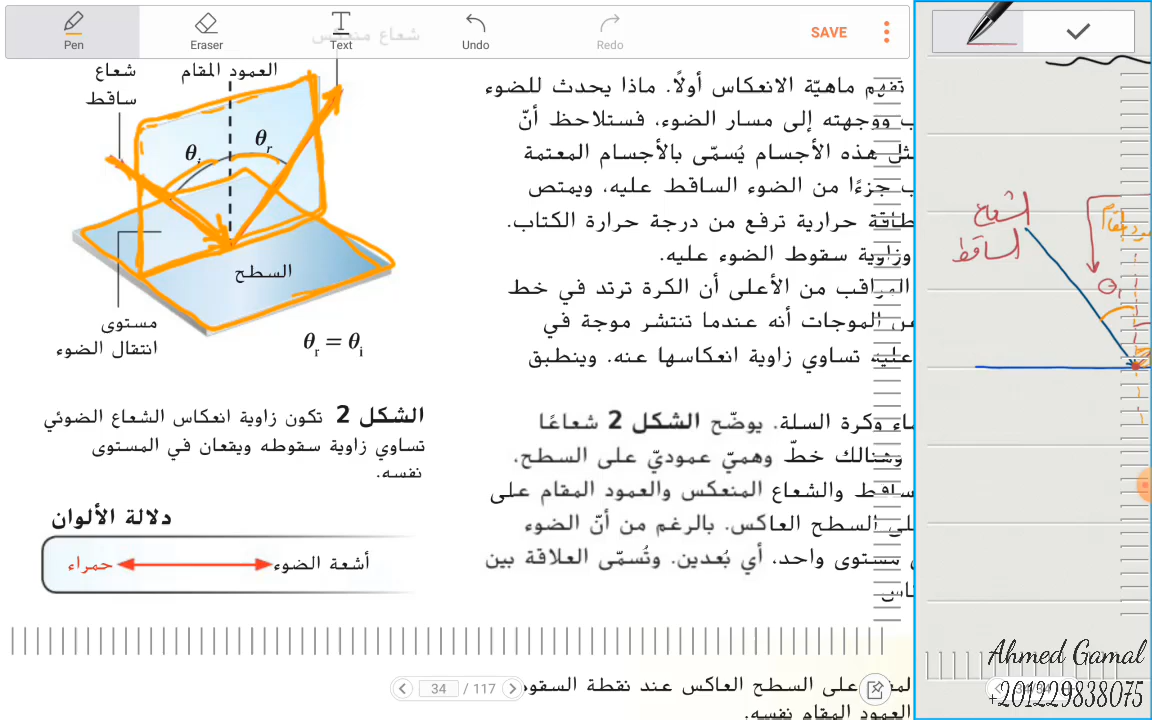 Pen
Eraser
Text
Undo
Redo
SAVE
شعاع منعكس
شعاع
ساقط
العمود المقام
θi
θr
السطح
مستوى
انتقال الضوء
θr = θi
الشكل 2 تكون زاوية انعكاس الشعاع الضوئي
تساوي زاوية سقوطه ويقعان في المستوى
نفسه.
دلالة الألوان
أشعة الضوء
حمراء
تفهم ماهيّة الانعكاس أولًا. ماذا يحدث للضوء
ووجهته إلى مسار الضوء، فستلاحظ أنّ
مثل هذه الأجسام يُسمّى بالأجسام المعتمة
جزءًا من الضوء الساقط عليه، ويمتص
طاقة حرارية ترفع من درجة حرارة الكتاب.
وزاوية سقوط الضوء عليه.
المراقب من الأعلى أن الكرة ترتد في خط
الموجات أنه عندما تنتشر موجة في
عليه تساوي زاوية انعكاسها عنه. وينطبق
وكرة السلة. يوضّح الشكل 2 شعاعًا
وهنالك خطّ وهميّ عموديّ على السطح.
والشعاع المنعكس والعمود المقام على
السطح العاكس. بالرغم من أنّ الضوء
مستوى واحد، أي بُعدين. وتُسمّى العلاقة بين
34 / 117
على السطح العاكس عند نقطة السقوط
العمود المقام نفسه.
الشعاع
الساقط
Ahmed Gamal
+201229838075